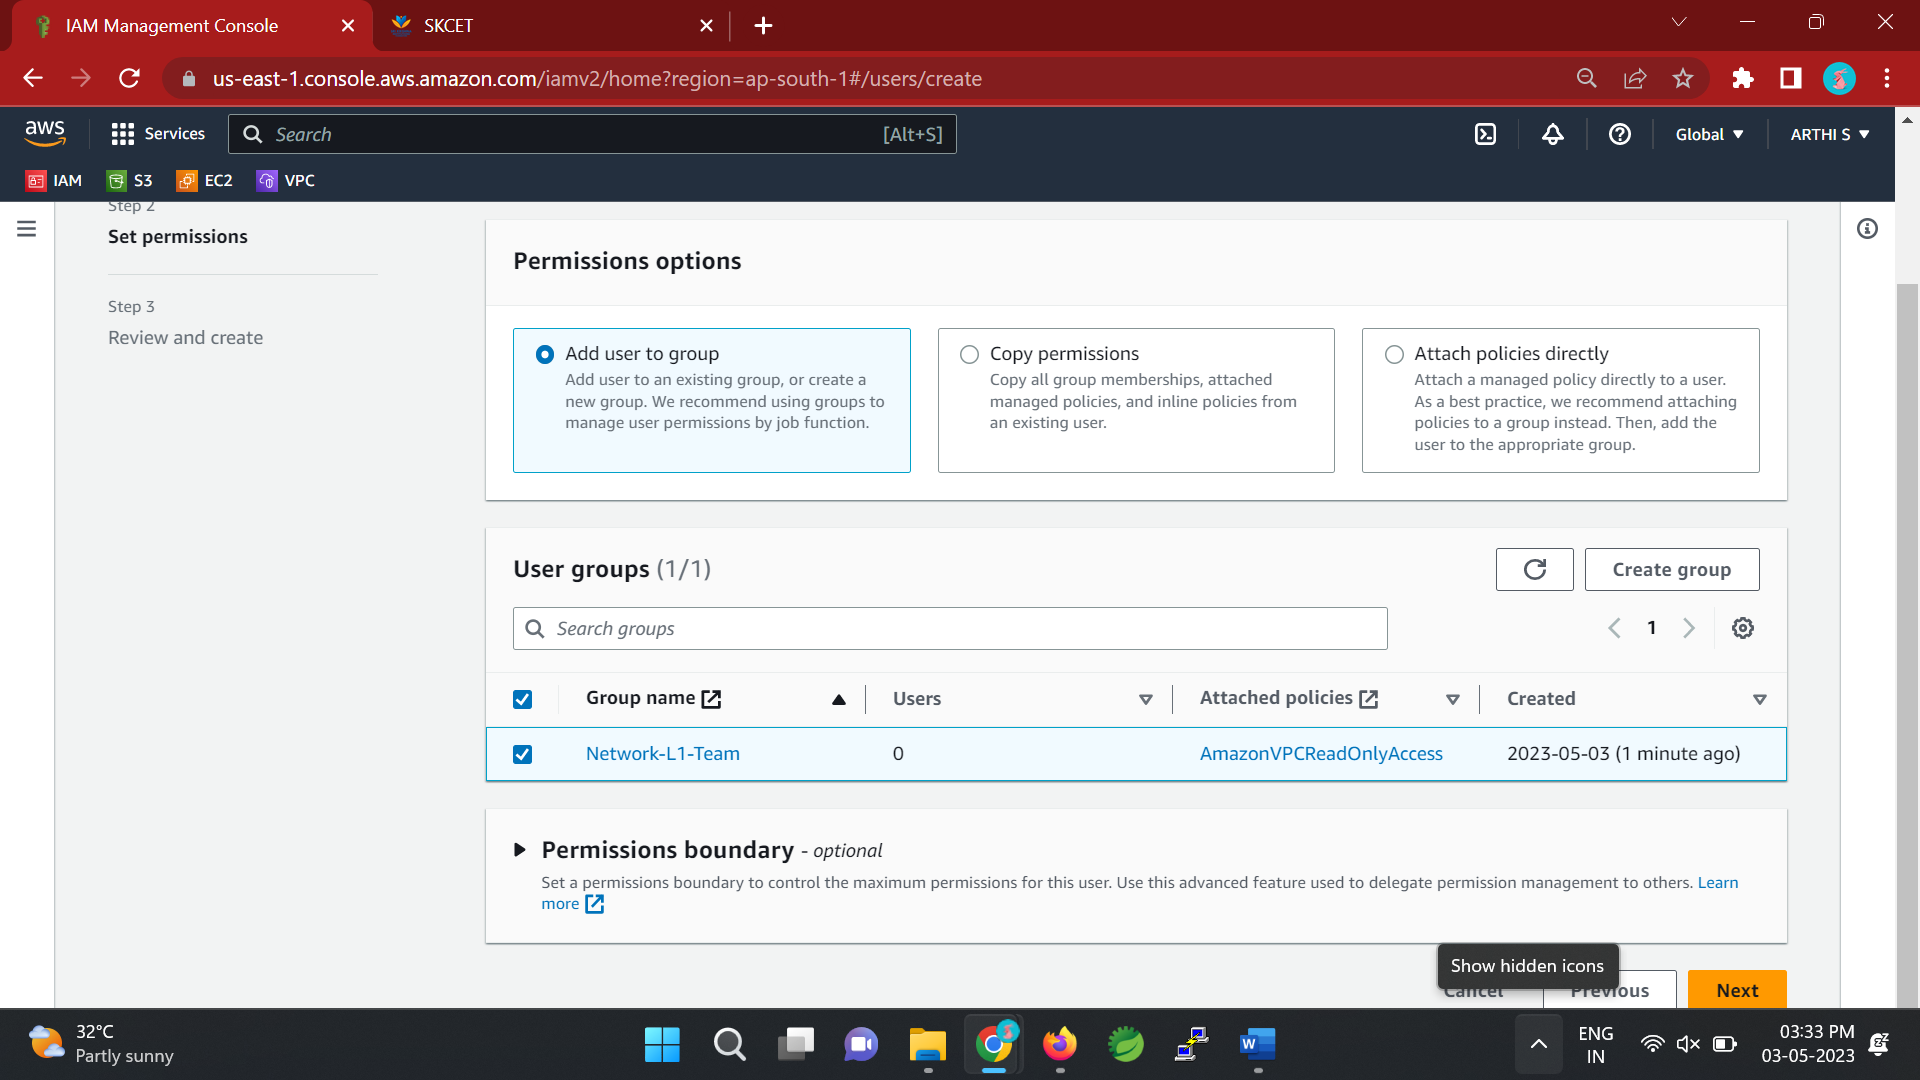 IAM Management Console
SKCET
us-east-1.console.aws.amazon.com/iamv2/home?region=ap-south-1#/users/create
aws
Services
Search
[Alt+S]
Global
ARTHI S
IAM
S3
EC2
VPC
Step 2
Set permissions
Step 3
Review and create
Permissions options
Add user to group
Add user to an existing group, or create a
new group. We recommend using groups to
manage user permissions by job function.
Copy permissions
Copy all group memberships, attached
managed policies, and inline policies from
an existing user.
Attach policies directly
Attach a managed policy directly to a user.
As a best practice, we recommend attaching
policies to a group instead. Then, add the
user to the appropriate group.
User groups (1/1)
Create group
Search groups
1
Group name
Users
Attached policies
Created
Network-L1-Team
0
AmazonVPCReadOnlyAccess
2023-05-03 (1 minute ago)
Permissions boundary - optional
Set a permissions boundary to control the maximum permissions for this user. Use this advanced feature used to delegate permission management to others. Learn
more
Show hidden icons
Cancel
Previous
Next
32°C
Partly sunny
W
ENG
IN
03:33 PM
03-05-2023